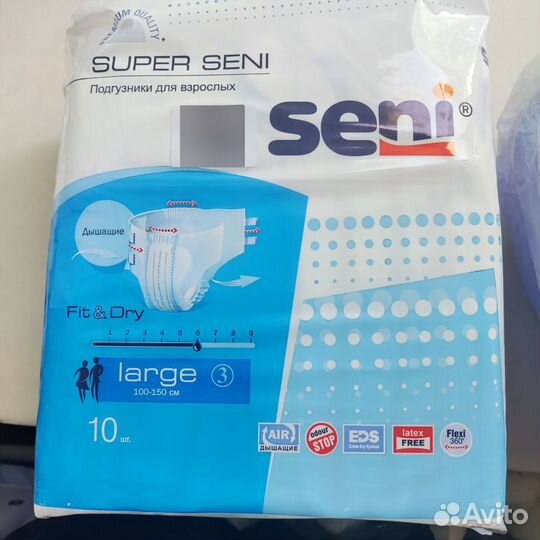 PREMIUM QUALITY
SUPER SENI
Подгузники для взрослых
seni®
Дышащие
Fit & Dry
1 2 3 4 5 6 7 8 9
large 3
100-150 см
10 шт.
AIR
ДЫШАЩИЕ
odour
STOP
EDS
Extra Dry System
latex
FREE
Flexi
360°
Avito